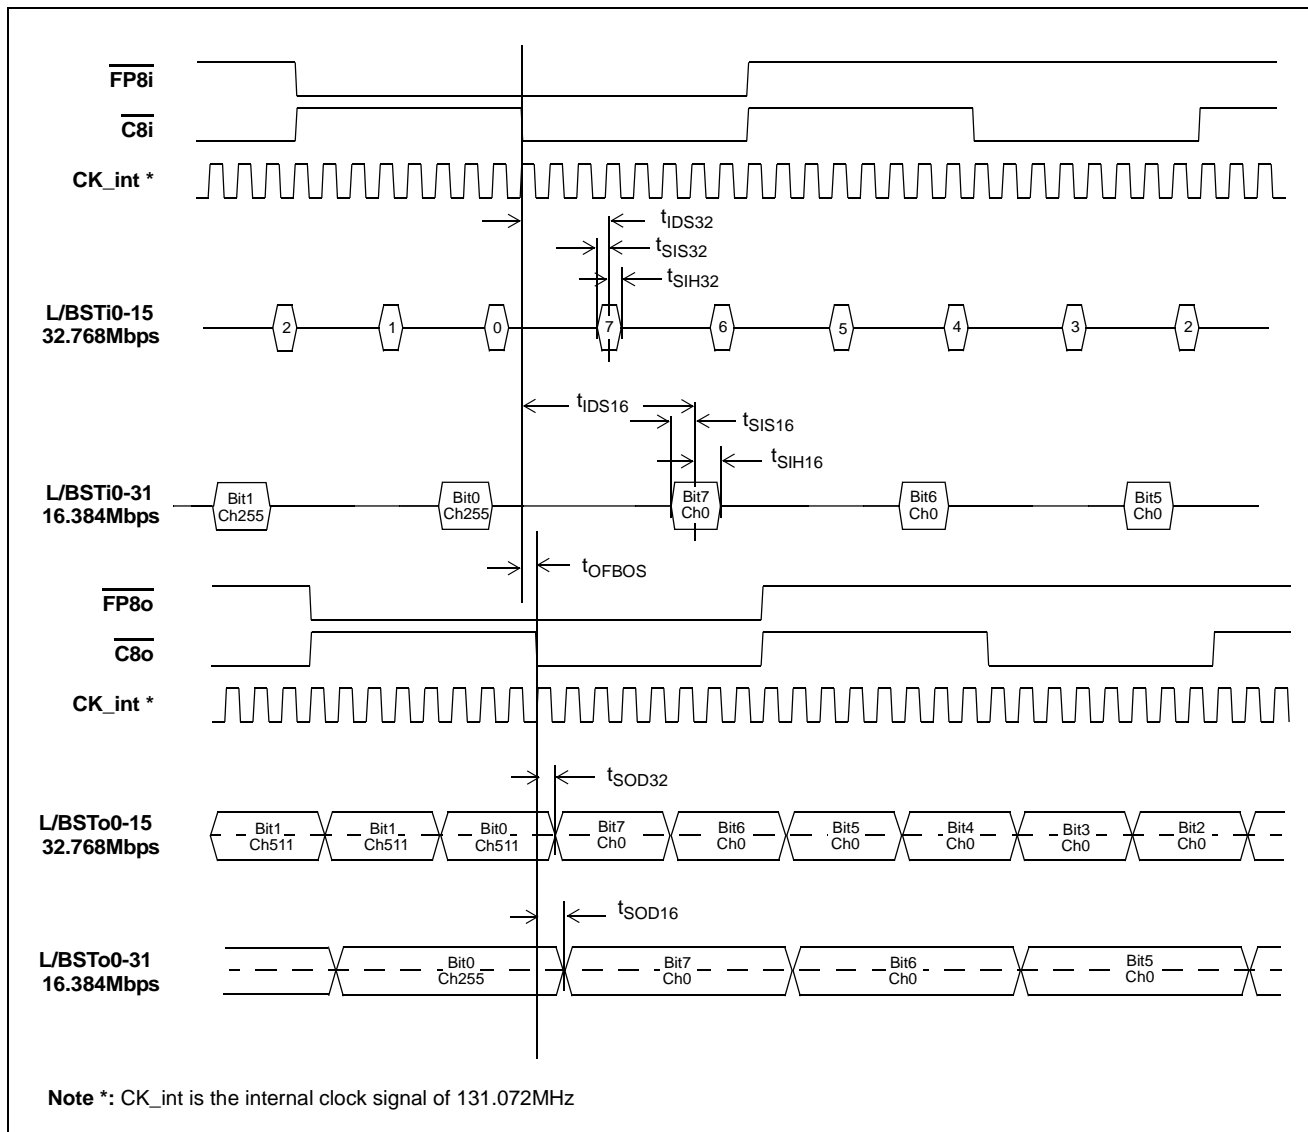 FP8i
C8i
CK_int *
tIDS32
tSIS32
tSIH32
L/BSTi0-15
32.768Mbps
2 1 0 7 6 5 4 3 2
tIDS16
tSIS16
tSIH16
L/BSTi0-31
16.384Mbps
Bit1 Bit0 Bit7 Bit6 Bit5
Ch255 Ch255 Ch0 Ch0 Ch0
tOFBOS
FP8o
C8o
CK_int *
tSOD32
L/BSTo0-15
32.768Mbps
Bit1 Bit1 Bit0 Bit7 Bit6 Bit5 Bit4 Bit3 Bit2
Ch511 Ch511 Ch511 Ch0 Ch0 Ch0 Ch0 Ch0 Ch0
tSOD16
L/BSTo0-31
16.384Mbps
Bit0 Bit7 Bit6 Bit5
Ch255 Ch0 Ch0 Ch0
Note *: CK_int is the internal clock signal of 131.072MHz